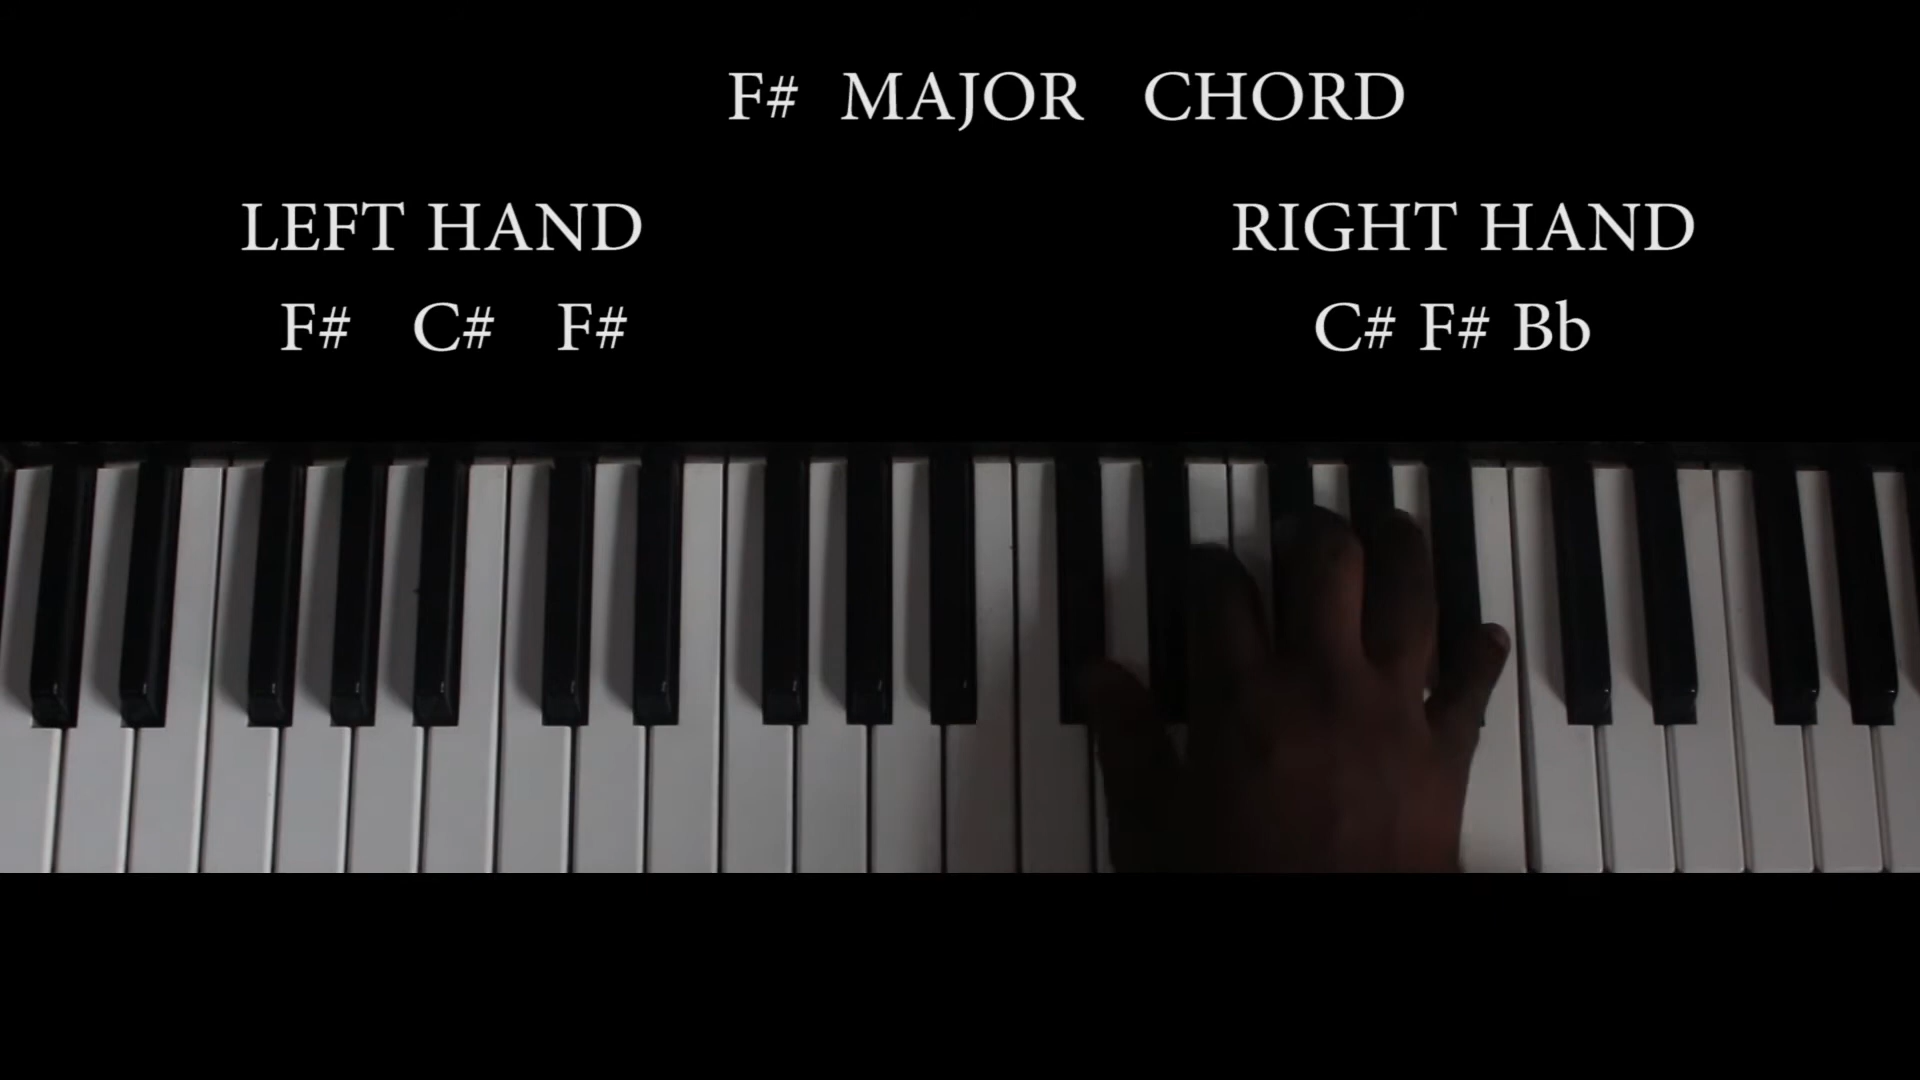 F# MAJOR CHORD
LEFT HAND
F# C# F#
RIGHT HAND
C# F# Bb